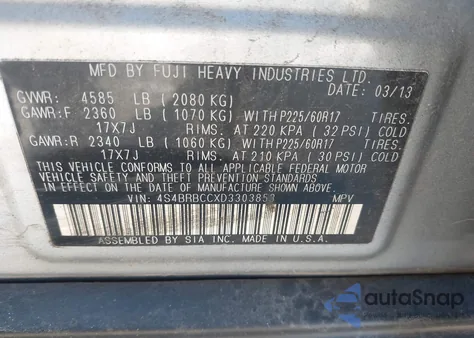 MFD BY FUJI HEAVY INDUSTRIES LTD.
DATE 03/13
GVWR: 4585 LB (2080 KG)
GAWR:F 2360 LB (1070 KG) WITH P225/60R17 TIRES.
17X7J RIMS. AT 220 KPA (32 PSI) COLD
GAWR:R 2340 LB (1060 KG) WITH P225/60R17 TIRES.
17X7J RIMS. AT 210 KPA (30 PSI) COLD
THIS VEHICLE CONFORMS TO ALL APPLICABLE FEDERAL MOTOR
VEHICLE SAFETY AND BUMPER STANDARDS IN EFFECT ON THE
DATE OF MANUFACTURE SHOWN ABOVE.
VIN: MPV
ASSEMBLED BY SIA INC. MADE IN U.S.A.
autoSnap